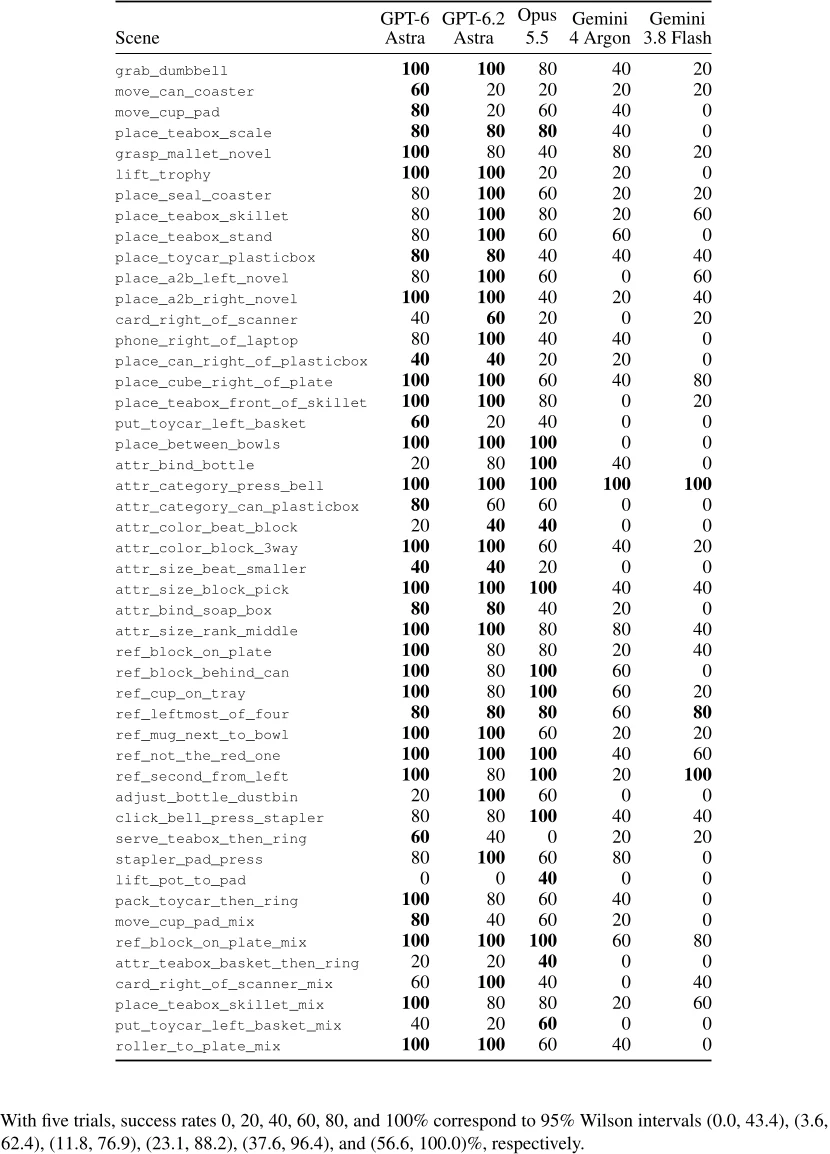 Scene GPT-6 Astra GPT-6.2 Astra Opus 5.5 Gemini 4 Argon Gemini 3.8 Flash
grab_dumbbell 100 100 80 40 20
move_can_coaster 60 20 20 20 20
move_cup_pad 80 20 60 40 0
place_teabox_scale 80 80 80 40 0
grasp_mallet_novel 100 80 40 80 20
lift_trophy 100 100 20 20 0
place_seal_coaster 80 100 60 20 20
place_teabox_skillet 80 100 80 20 60
place_teabox_stand 80 100 60 60 0
place_toycar_plasticbox 80 80 40 40 40
place_a2b_left_novel 80 100 60 0 60
place_a2b_right_novel 100 100 40 20 40
card_right_of_scanner 40 60 20 0 20
phone_right_of_laptop 80 100 40 40 0
place_can_right_of_plasticbox 40 40 20 20 0
place_cube_right_of_plate 100 100 60 40 80
place_teabox_front_of_skillet 100 100 80 0 20
put_toycar_left_basket 60 20 40 0 0
place_between_bowls 100 100 100 0 0
attr_bind_bottle 20 80 100 40 0
attr_category_press_bell 100 100 100 100 100
attr_category_can_plasticbox 80 60 60 0 0
attr_color_beat_block 20 40 40 0 0
attr_color_block_3way 100 100 60 40 20
attr_size_beat_smaller 40 40 20 0 0
attr_size_block_pick 100 100 100 40 40
attr_bind_soap_box 80 80 40 20 0
attr_size_rank_middle 100 100 80 80 40
ref_block_on_plate 100 80 80 20 40
ref_block_behind_can 100 80 100 60 0
ref_cup_on_tray 100 80 100 60 20
ref_leftmost_of_four 80 80 80 60 80
ref_mug_next_to_bowl 100 100 60 20 20
ref_not_the_red_one 100 100 100 40 60
ref_second_from_left 100 80 100 20 100
adjust_bottle_dustbin 20 100 60 0 0
click_bell_press_stapler 80 80 100 40 40
serve_teabox_then_ring 60 40 0 20 20
stapler_pad_press 80 100 60 80 0
lift_pot_to_pad 0 0 40 0 0
pack_toycar_then_ring 100 80 60 40 0
move_cup_pad_mix 80 40 60 20 0
ref_block_on_plate_mix 100 100 100 60 80
attr_teabox_basket_then_ring 20 20 40 0 0
card_right_of_scanner_mix 60 100 40 0 40
place_teabox_skillet_mix 100 80 80 20 60
put_toycar_left_basket_mix 40 20 60 0 0
roller_to_plate_mix 100 100 60 40 0
With five trials, success rates 0, 20, 40, 60, 80, and 100% correspond to 95% Wilson intervals (0.0, 43.4), (3.6,
62.4), (11.8, 76.9), (23.1, 88.2), (37.6, 96.4), and (56.6, 100.0)%, respectively.